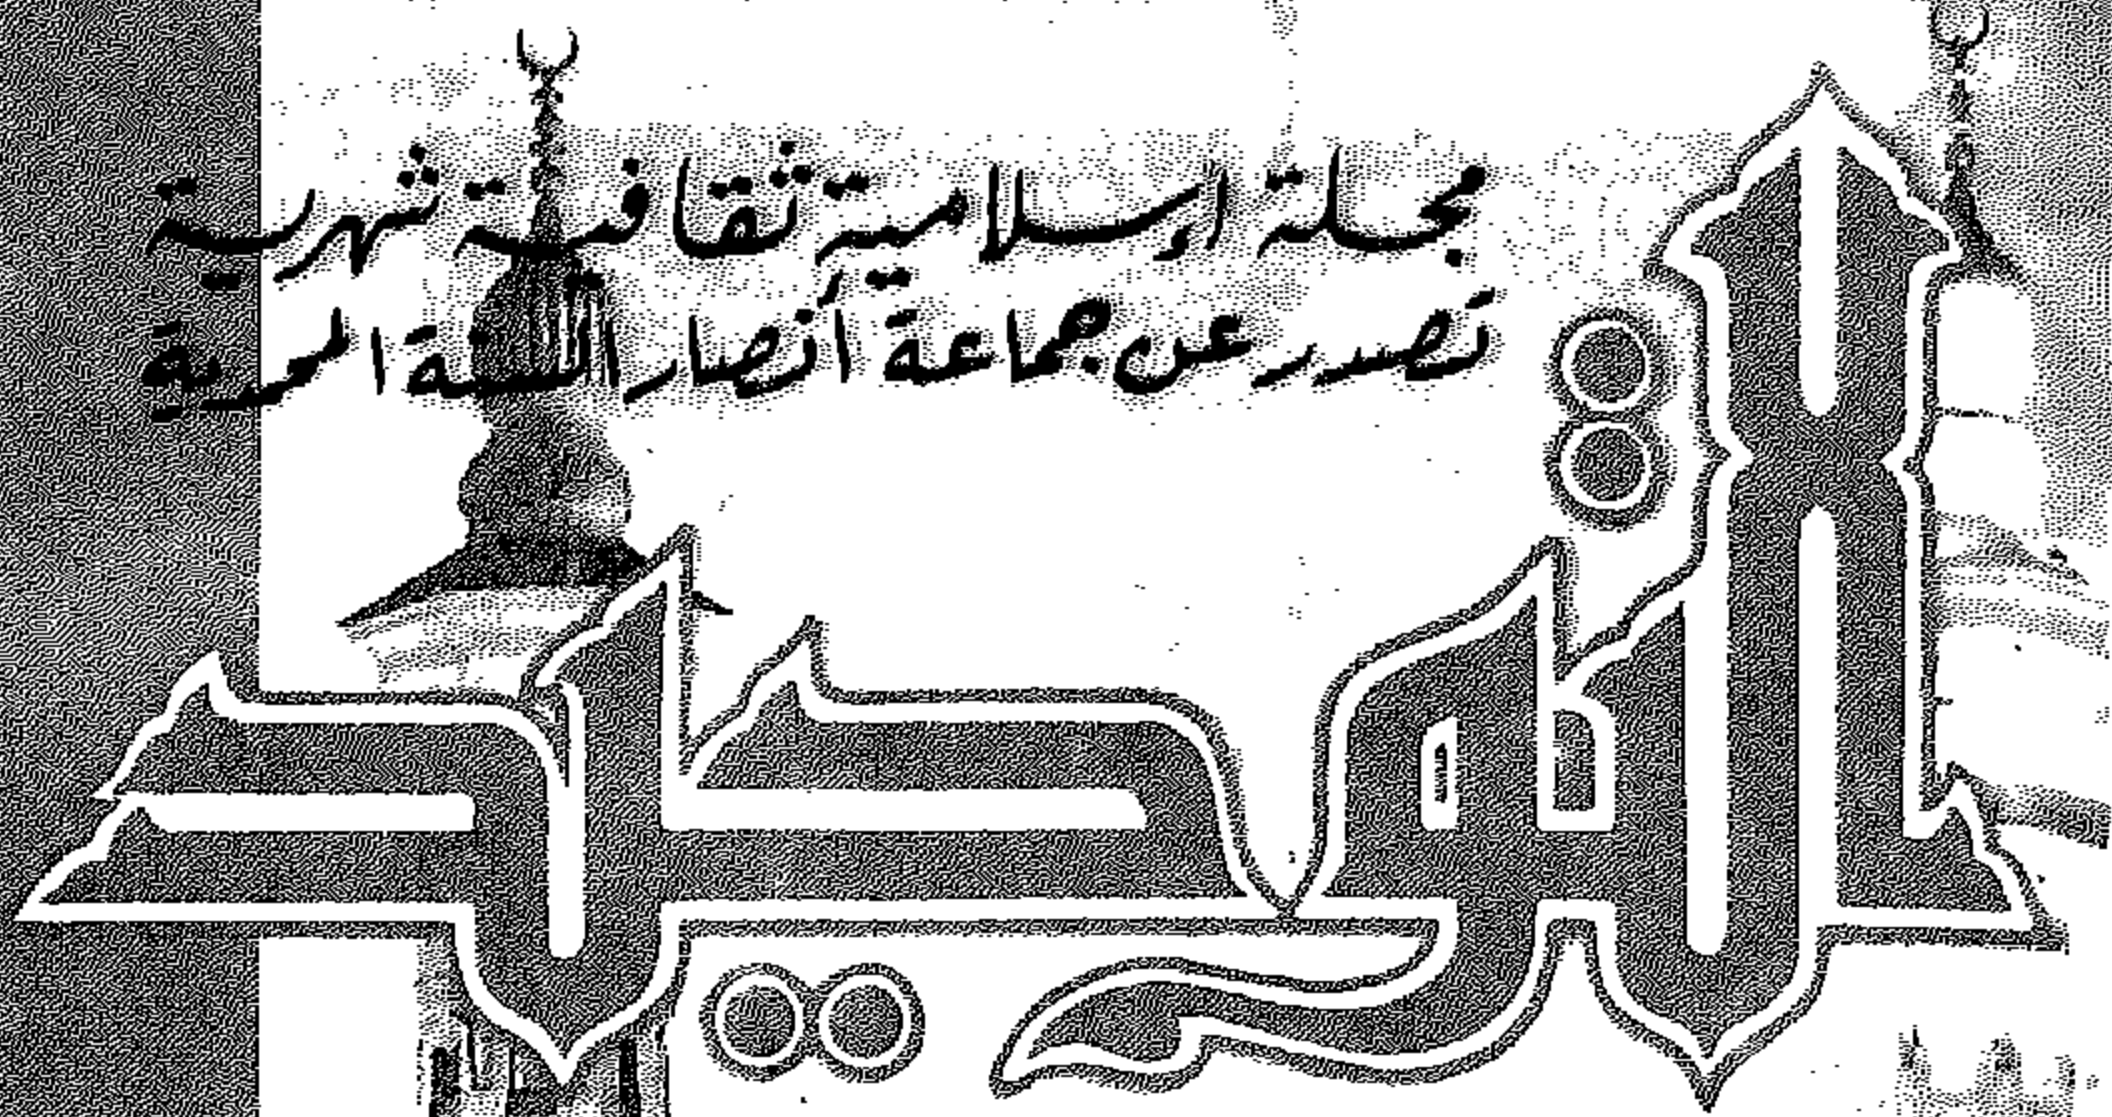 مجلة إسلامية ثقافية شهرية
تصدر عن جماعة أنصار السنة المحمدية
التوحيد